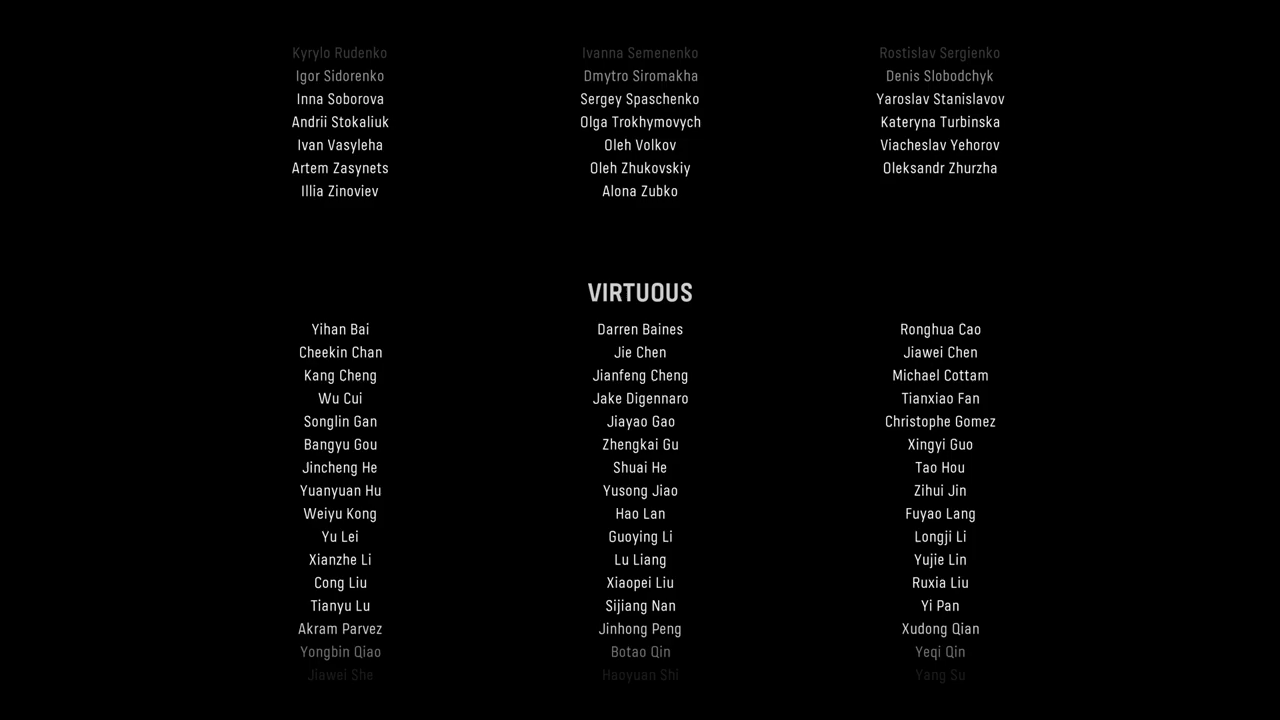 Kyrylo Rudenko Ivanna Semenenko Rostislav Sergienko
Igor Sidorenko Dmytro Siromakha Denis Slobodchyk
Inna Soborova Sergey Spaschenko Yaroslav Stanislavov
Andrii Stokaliuk Olga Trokhymovych Kateryna Turbinska
Ivan Vasyleha Oleh Volkov Viacheslav Yehorov
Artem Zasynets Oleh Zhukovskiy Oleksandr Zhurzha
Illia Zinoviev Alona Zubko
VIRTUOUS
Yihan Bai Darren Baines Ronghua Cao
Cheekin Chan Jie Chen Jiawei Chen
Kang Cheng Jianfeng Cheng Michael Cottam
Wu Cui Jake Digennaro Tianxiao Fan
Songlin Gan Jiayao Gao Christophe Gomez
Bangyu Gou Zhengkai Gu Xingyi Guo
Jincheng He Shuai He Tao Hou
Yuanyuan Hu Yusong Jiao Zihui Jin
Weiyu Kong Hao Lan Fuyao Lang
Yu Lei Guoying Li Longji Li
Xianzhe Li Lu Liang Yujie Lin
Cong Liu Xiaopei Liu Ruxia Liu
Tianyu Lu Sijiang Nan Yi Pan
Akram Parvez Jinhong Peng Xudong Qian
Yongbin Qiao Botao Qin Yeqi Qin
Jiawei She Haoyuan Shi Yang Su